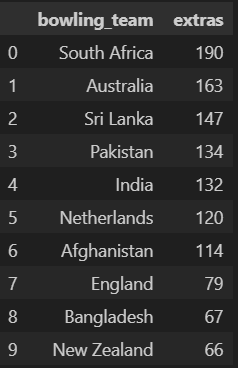 bowling_team extras
0 South Africa 190
1 Australia 163
2 Sri Lanka 147
3 Pakistan 134
4 India 132
5 Netherlands 120
6 Afghanistan 114
7 England 79
8 Bangladesh 67
9 New Zealand 66